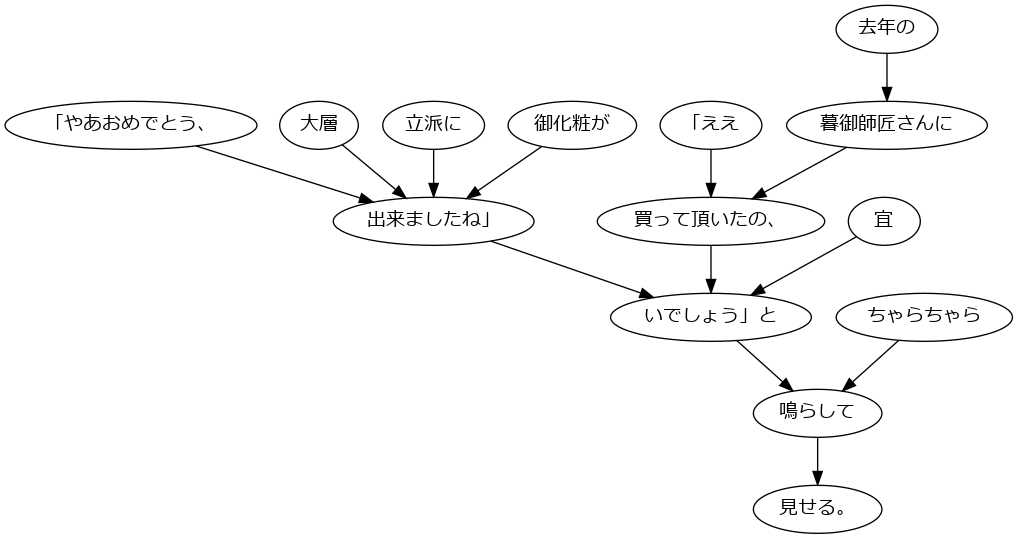 去年の
「やあおめでとう、
大層
立派に
御化粧が
「ええ
暮御師匠さんに
出来ましたね」
買って頂いたの、
宜
いでしょう」と
ちゃらちゃら
鳴らして
見せる。